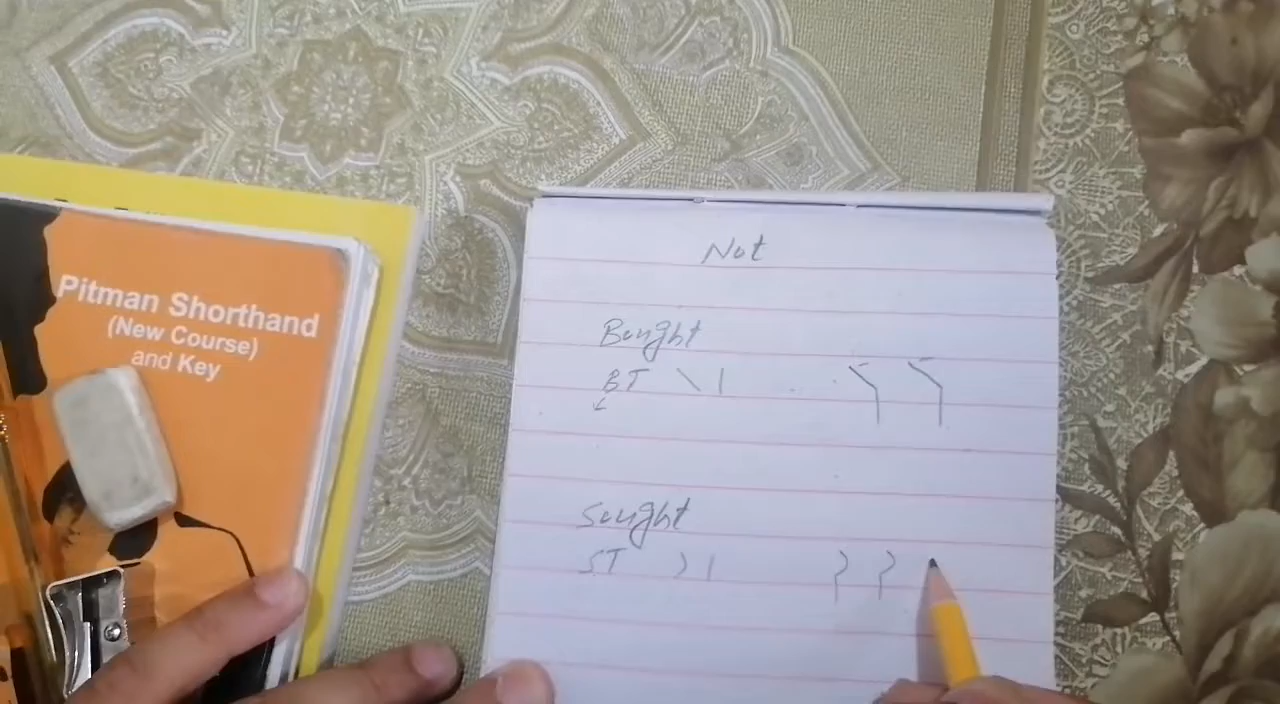 Pitman Shorthand
(New Course)
and Key
Not
Bought
BT
Sought
ST